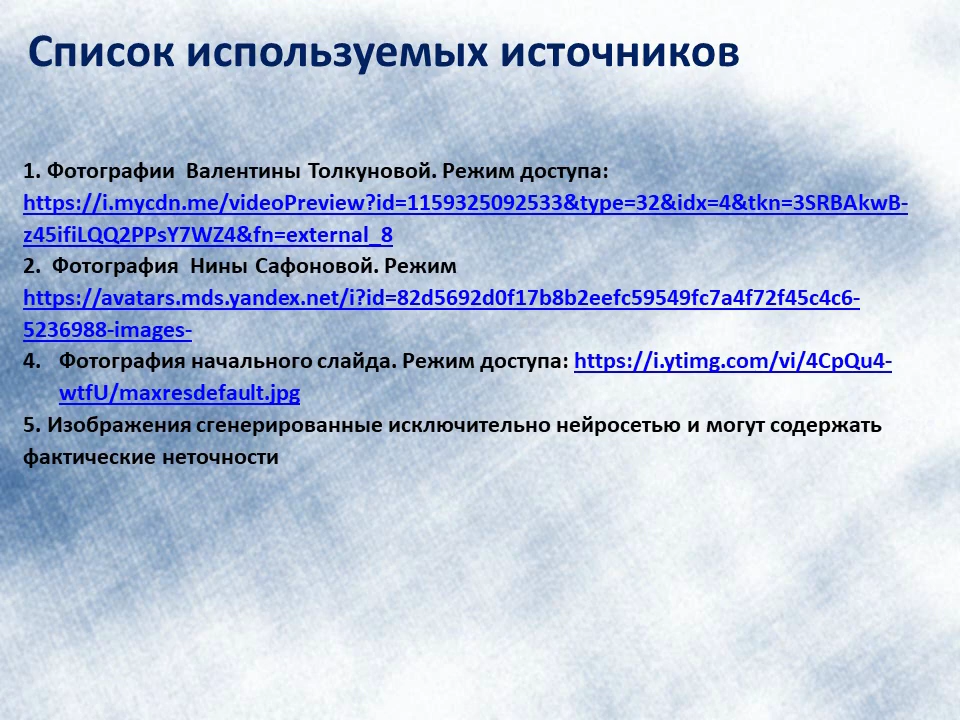 Список используемых источников
1. Фотографии  Валентины Толкуновой. Режим доступа:
https://i.mycdn.me/videoPreview?id=1159325092533&type=32&idx=4&tkn=3SRBAkwB-
z45ifiLQQ2PPsY7WZ4&fn=external_8
2.  Фотография  Нины Сафоновой. Режим
https://avatars.mds.yandex.net/i?id=82d5692d0f17b8b2eefc59549fc7a4f72f45c4c6-
5236988-images-
4.   Фотография начального слайда. Режим доступа: https://i.ytimg.com/vi/4CpQu4-
wtfU/maxresdefault.jpg
5. Изображения сгенерированные исключительно нейросетью и могут содержать
фактические неточности